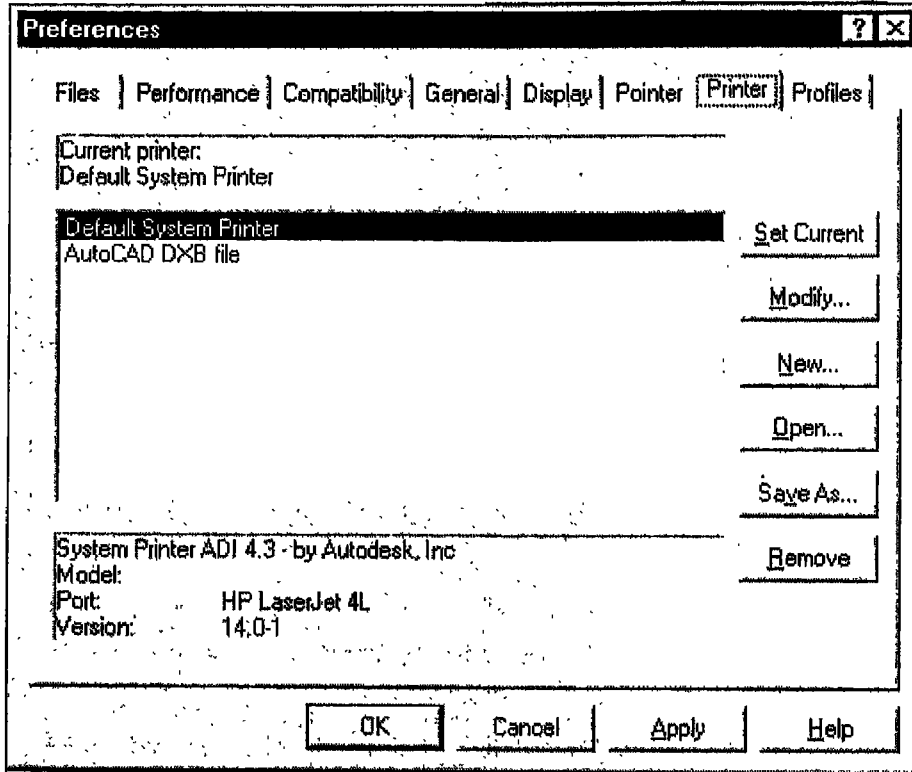 Preferences
Files Performance Compatibility General Display Pointer Printer Profiles
Current printer:
Default System Printer
Default System Printer
AutoCAD DXB file
Set Current
Modify...
New...
Open...
Save As...
Remove
System Printer ADI 4.3 - by Autodesk, Inc
Model:
Port: HP LaserJet 4L
Version: 14.0-1
OK Cancel Apply Help